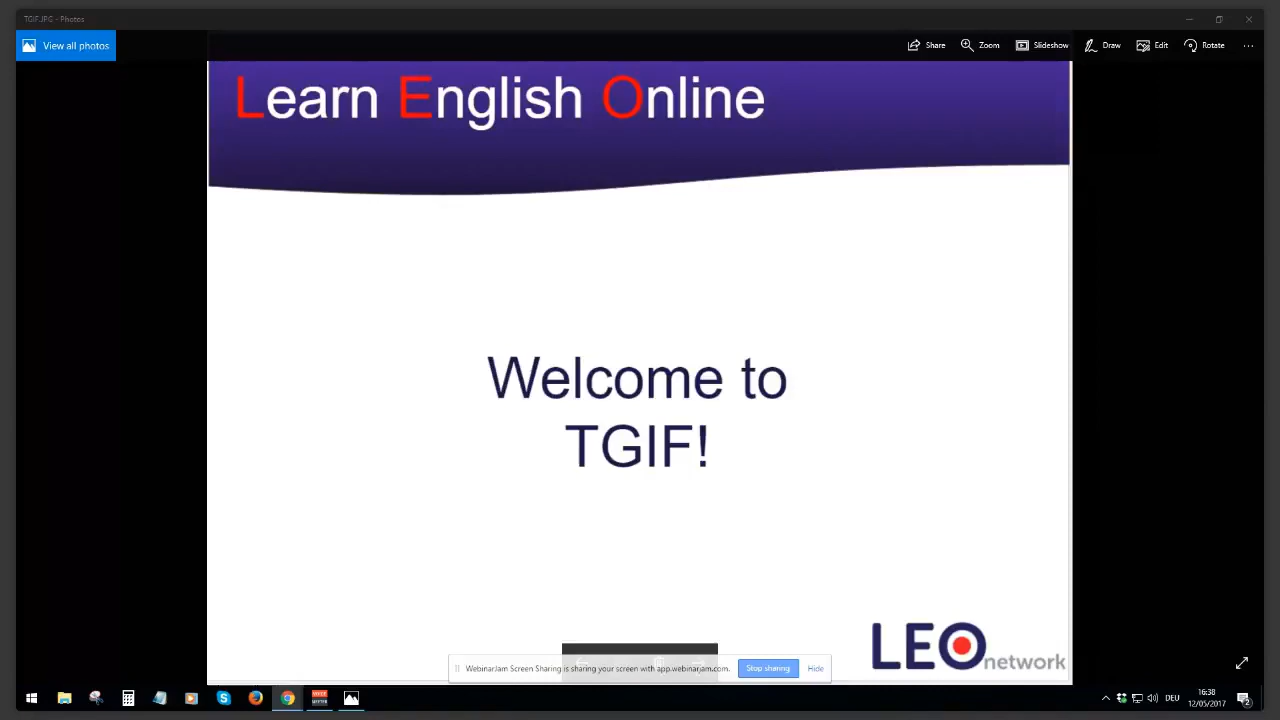 TGIF.JPG - Photos
View all photos
Share
Zoom
Slideshow
Draw
Edit
Rotate
Learn English Online
Welcome to
TGIF!
LEO
network
WebinarJam Screen Sharing is sharing your screen with app.webinarjam.com.
Stop sharing
Hide
DEU
16:38
12/05/2017
2